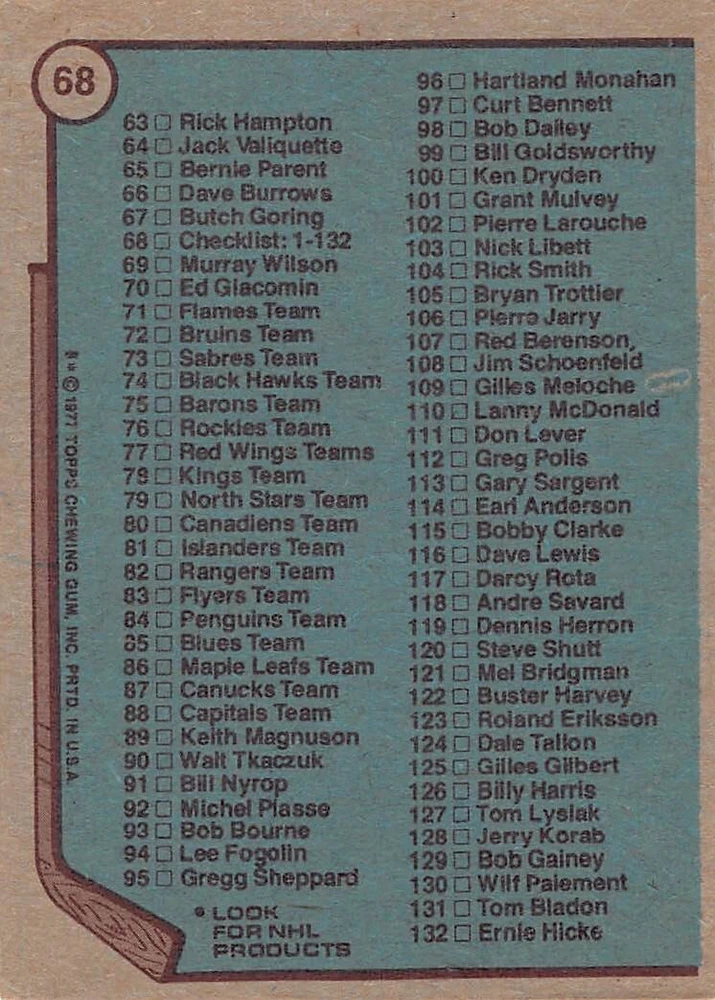 68
63 □ Rick Hampton
64 □ Jack Valiquette
65 □ Bernie Parent
66 □ Dave Burrows
67 □ Butch Goring
68 □ Checklist: 1-132
69 □ Murray Wilson
70 □ Ed Giacomin
71 □ Flames Team
72 □ Bruins Team
73 □ Sabres Team
74 □ Black Hawks Team
75 □ Barons Team
76 □ Rockies Team
77 □ Red Wings Teams
78 □ Kings Team
79 □ North Stars Team
80 □ Canadiens Team
81 □ Islanders Team
82 □ Rangers Team
83 □ Flyers Team
84 □ Penguins Team
85 □ Blues Team
86 □ Maple Leafs Team
87 □ Canucks Team
88 □ Capitals Team
89 □ Keith Magnuson
90 □ Walt Tkaczuk
91 □ Bill Nyrop
92 □ Michel Plasse
93 □ Bob Bourne
94 □ Lee Fogolin
95 □ Gregg Sheppard
• LOOK
FOR NHL
PRODUCTS
96 □ Hartland Monahan
97 □ Curt Bennett
98 □ Bob Dailey
99 □ Bill Goldsworthy
100 □ Ken Dryden
101 □ Grant Mulvey
102 □ Pierre Larouche
103 □ Nick Libett
104 □ Rick Smith
105 □ Bryan Trottier
106 □ Pierre Jarry
107 □ Red Berenson,
108 □ Jim Schoenfeld
109 □ Gilles Meloche
110 □ Lanny McDonald
111 □ Don Lever
112 □ Greg Polis
113 □ Gary Sargent
114 □ Earl Anderson
115 □ Bobby Clarke
116 □ Dave Lewis
117 □ Darcy Rota
118 □ Andre Savard
119 □ Dennis Herron
120 □ Steve Shutt
121 □ Mel Bridgman
122 □ Buster Harvey
123 □ Roland Eriksson
124 □ Dale Tallon
125 □ Gilles Gilbert
126 □ Billy Harris
127 □ Tom Lysiak
128 □ Jerry Korab
129 □ Bob Gainey
130 □ Wilf Paiement
131 □ Tom Bladon
132 □ Ernie Hicke
** © 1977 TOPPS CHEWING GUM, INC. PRTD. IN U.S.A.